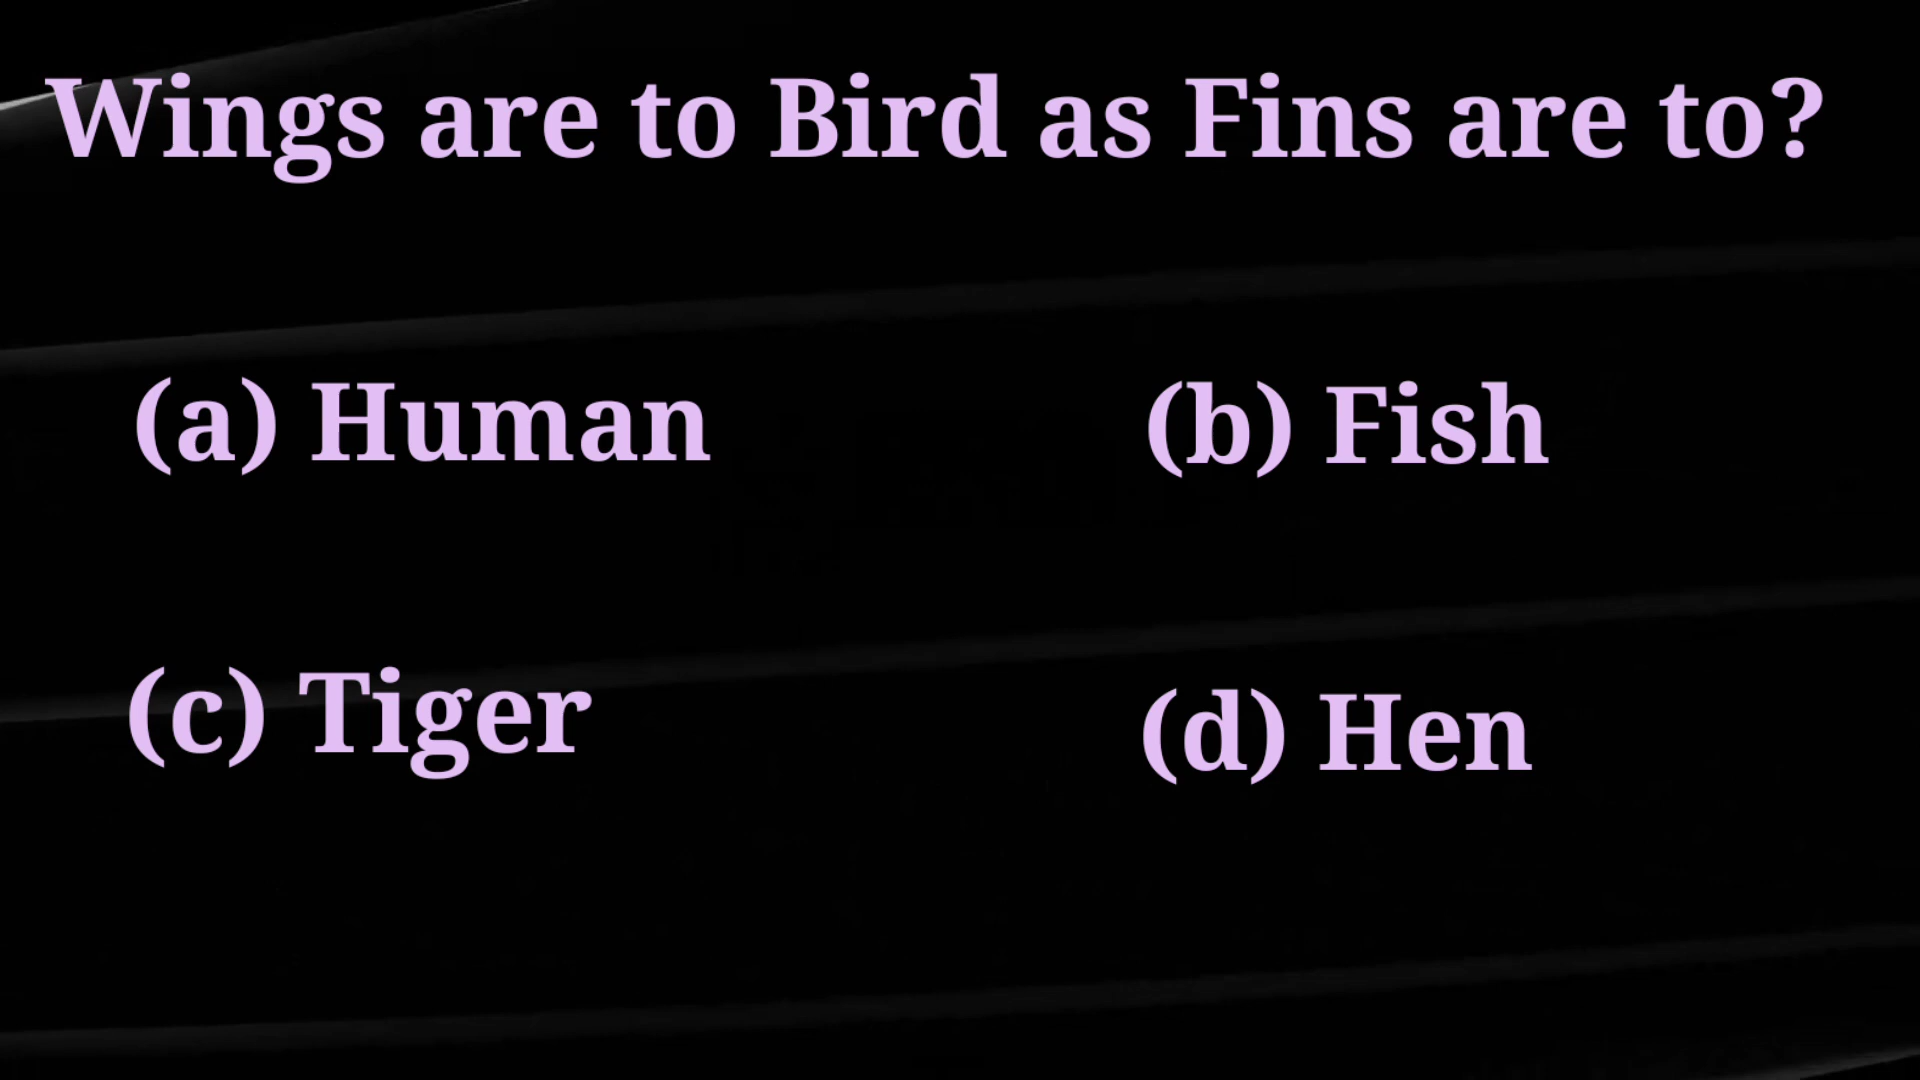 Wings are to Bird as Fins are to?
(a) Human
(b) Fish
(c) Tiger
(d) Hen